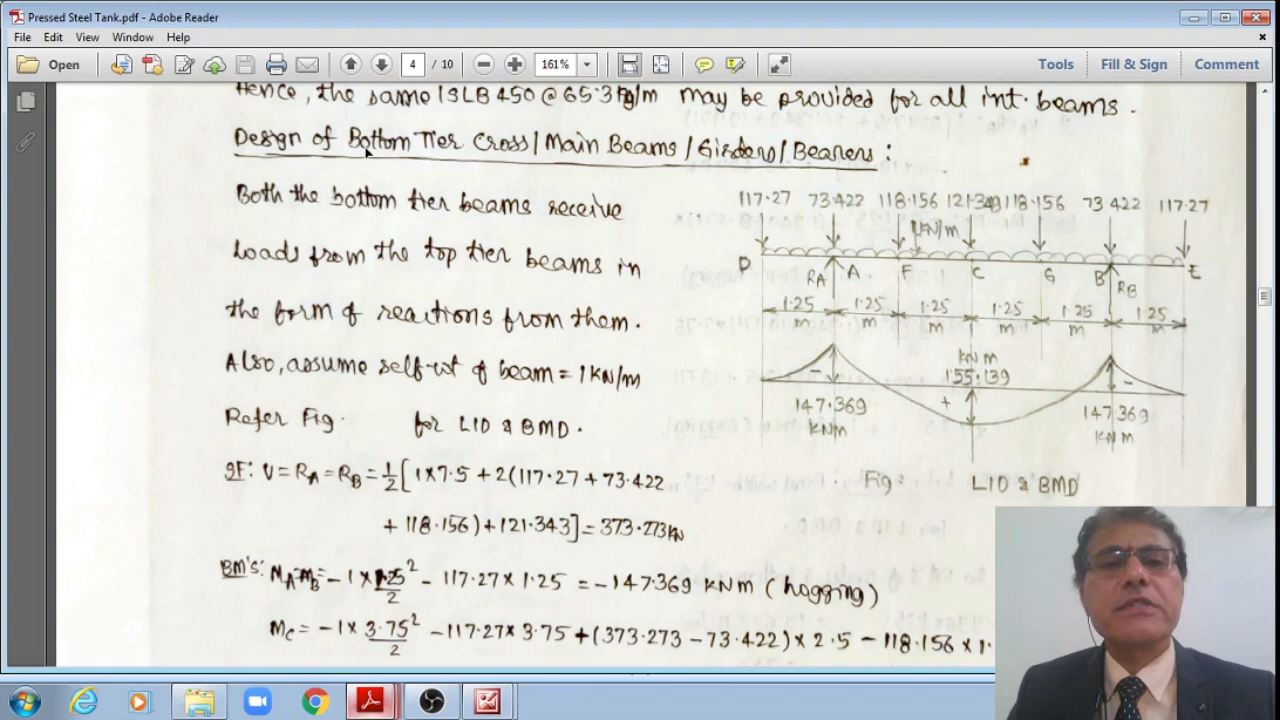 Pressed Steel Tank.pdf - Adobe Reader
File Edit View Window Help
Open 4 / 10 161% Tools Fill & Sign Comment
Hence, the same ISLB 450 @ 65.3 kg/m may be provided for all int. beams.
Design of Bottom Tier Cross/Main Beams/Girders/Bearers:
Both the bottom tier beams receive
loads from the top tier beams in
the form of reactions from them.
Also, assume self-wt of beam = 1 KN/m
Refer Fig. for LID & BMD.
SF: V = RA = RB = 1/2 [1×7.5 + 2(117.27 + 73.422
+ 118.156) + 121.343] = 373.273 KN
BM's: MA = MB = -1 × 1.25²/2 - 117.27 × 1.25 = -147.369 KNm (hogging)
Mc = -1 × 3.75²/2 - 117.27 × 3.75 + (373.273 - 73.422) × 2.5 - 118.156 × 1.
117.27 73.422 118.156 121.343 118.156 73.422 117.27
1 KN/m
D RA A F C G B RB E
1.25 m 1.25 m 1.25 m 1.25 m 1.25 m 1.25 m
KN m
155.139
- + -
147.369 KNm 147.369 KN m
Fig LID & BMD